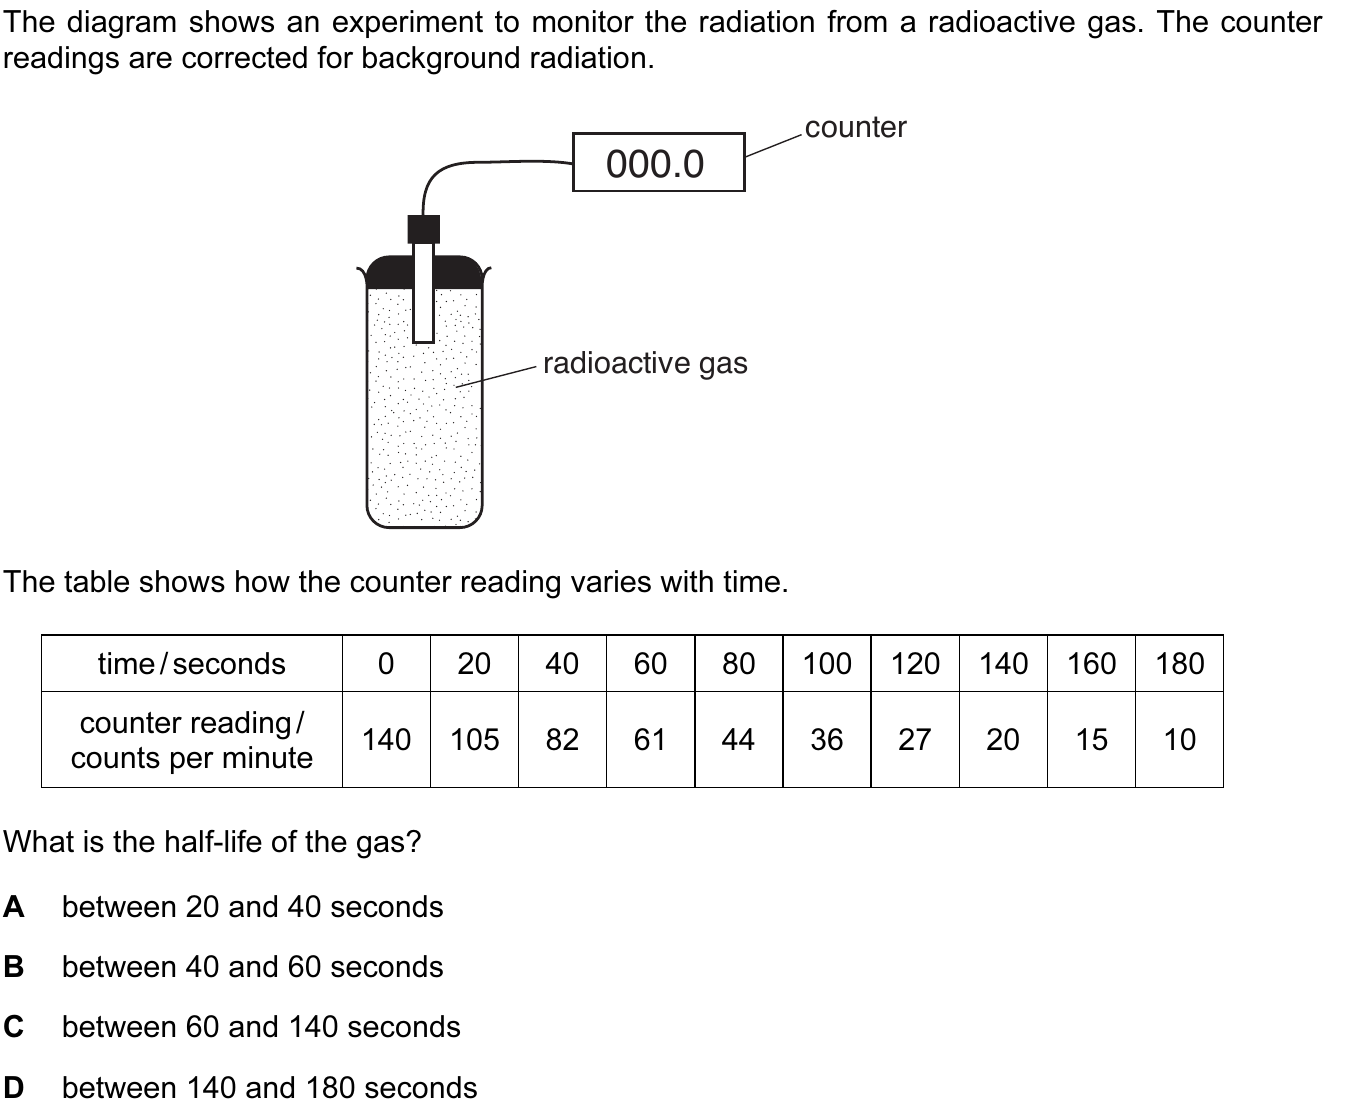 The diagram shows an experiment to monitor the radiation from a radioactive gas. The counter
readings are corrected for background radiation.
counter
000.0
radioactive gas
The table shows how the counter reading varies with time.
time / seconds 0 20 40 60 80 100 120 140 160 180
counter reading /
counts per minute 140 105 82 61 44 36 27 20 15 10
What is the half-life of the gas?
A between 20 and 40 seconds
B between 40 and 60 seconds
C between 60 and 140 seconds
D between 140 and 180 seconds